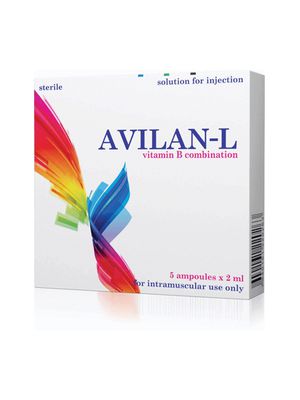 sterile
solution for injection
AVILAN-L
vitamin B combination
5 ampoules x 2 ml
for intramuscular use only